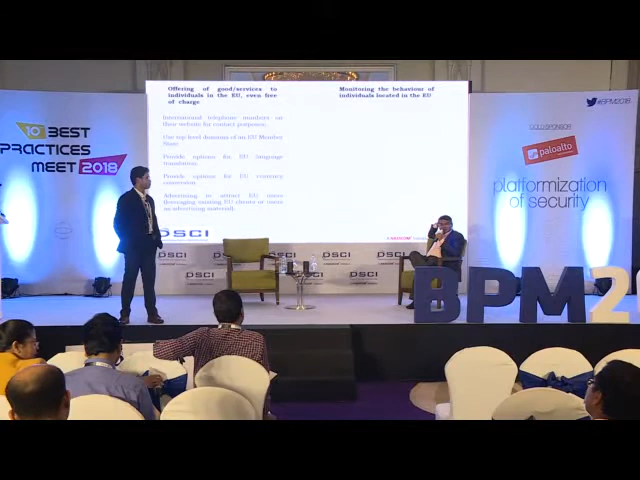 10th BEST
PRACTICES
MEET 2018
Offering of good/services to
individuals in the EU, even free
of charge
International telephone numbers on
their website for contact purposes;
Use top level domains of an EU Member
State;
Provide options for EU language
translation;
Provide options for EU currency
conversion;
Advertising to attract EU users
(leveraging existing EU clients or users
as advertising material).
Monitoring the behaviour of
individuals located in the EU
DSCI
#BPM2018
GOLD SPONSOR
paloalto
platformization
of security
DSCI
DSCI
DSCI
DSCI
BPM2